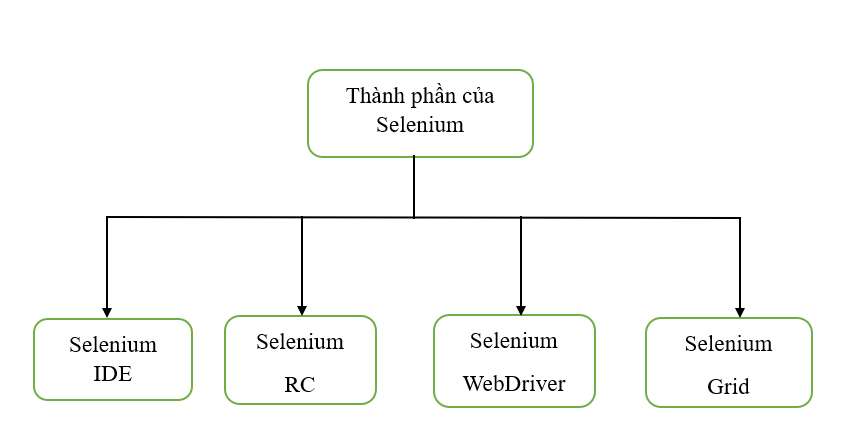 Thành phần của
Selenium
Selenium
IDE
Selenium
RC
Selenium
WebDriver
Selenium
Grid